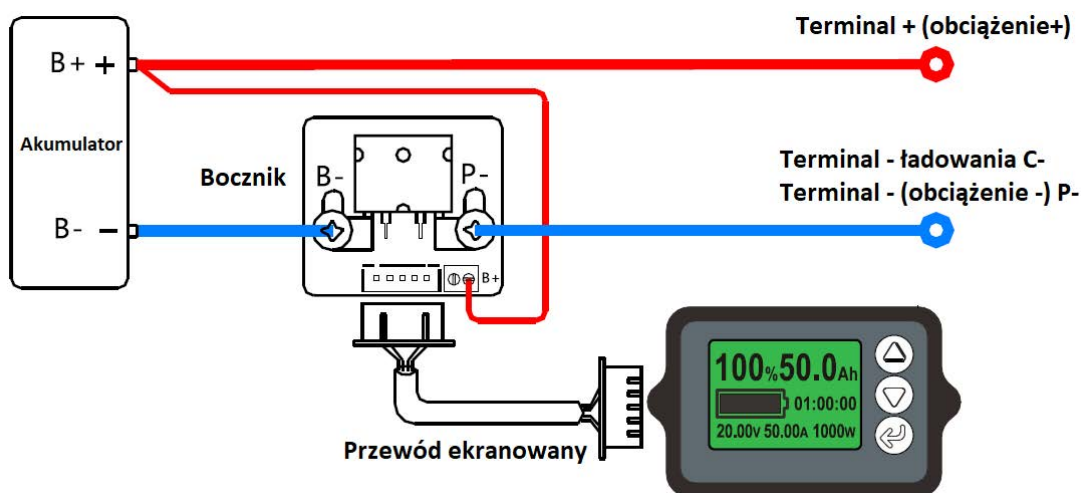 Terminal + (obciążenie+)
B+ +
Akumulator
Bocznik
B-
P-
Terminal - ładowania C-
Terminal - (obciążenie -) P-
B- -
B+
100% 50.0Ah
01:00:00
20.00V 50.00A 1000W
Przewód ekranowany